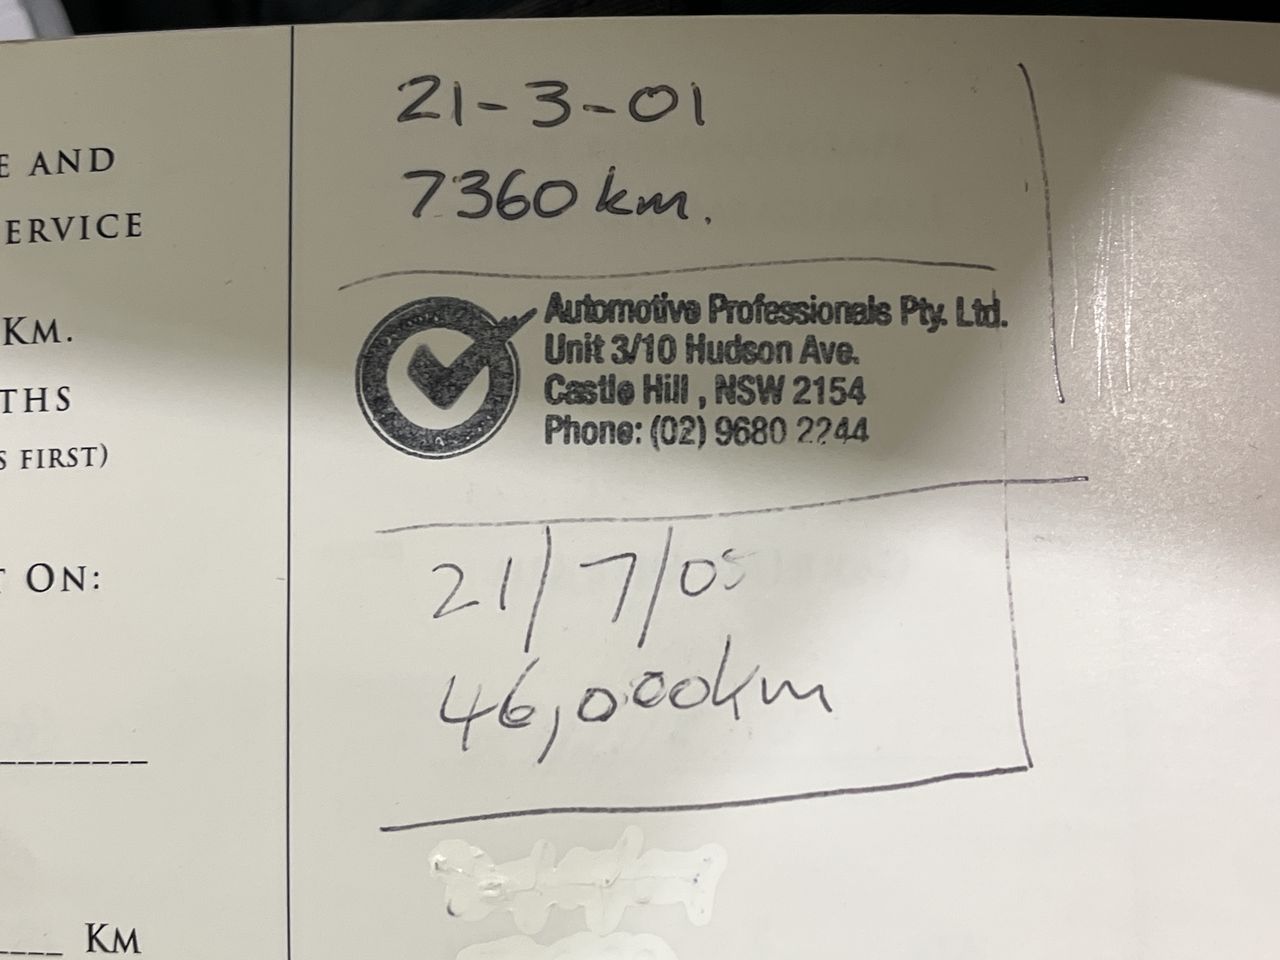 E AND
ERVICE
KM.
THS
S FIRST)
T ON:
KM
21-3-01
7360 km.
Automotive Professionals Pty. Ltd.
Unit 3/10 Hudson Ave.
Castle Hill , NSW 2154
Phone: (02) 9680 2244
21/7/05
46,000km